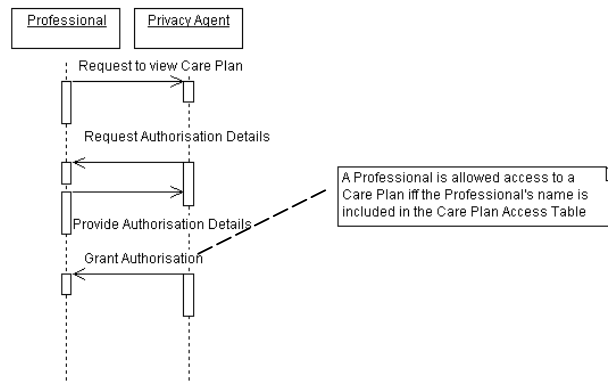 Professional
Privacy Agent
Request to view Care Plan
Request Authorisation Details
A Professional is allowed access to a
Care Plan iff the Professional's name is
included in the Care Plan Access Table
Provide Authorisation Details
Grant Authorisation